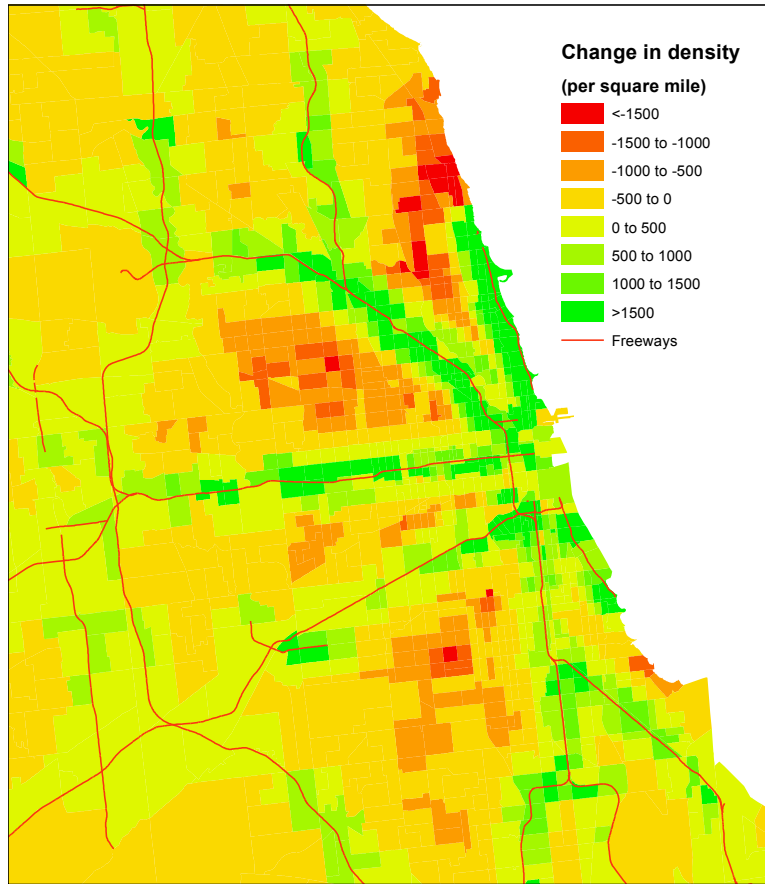 Change in density
(per square mile)
<-1500
-1500 to -1000
-1000 to -500
-500 to 0
0 to 500
500 to 1000
1000 to 1500
>1500
Freeways